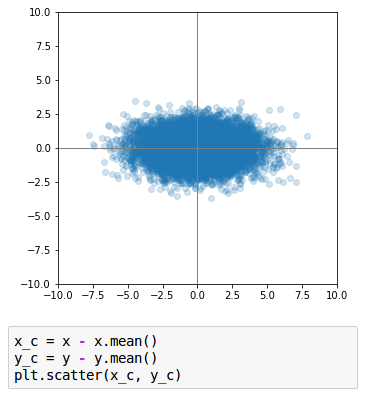 10.0
7.5
5.0
2.5
0.0
−2.5
−5.0
−7.5
−10.0
−10.0 −7.5 −5.0 −2.5 0.0 2.5 5.0 7.5 10.0
x_c = x - x.mean()
y_c = y - y.mean()
plt.scatter(x_c, y_c)